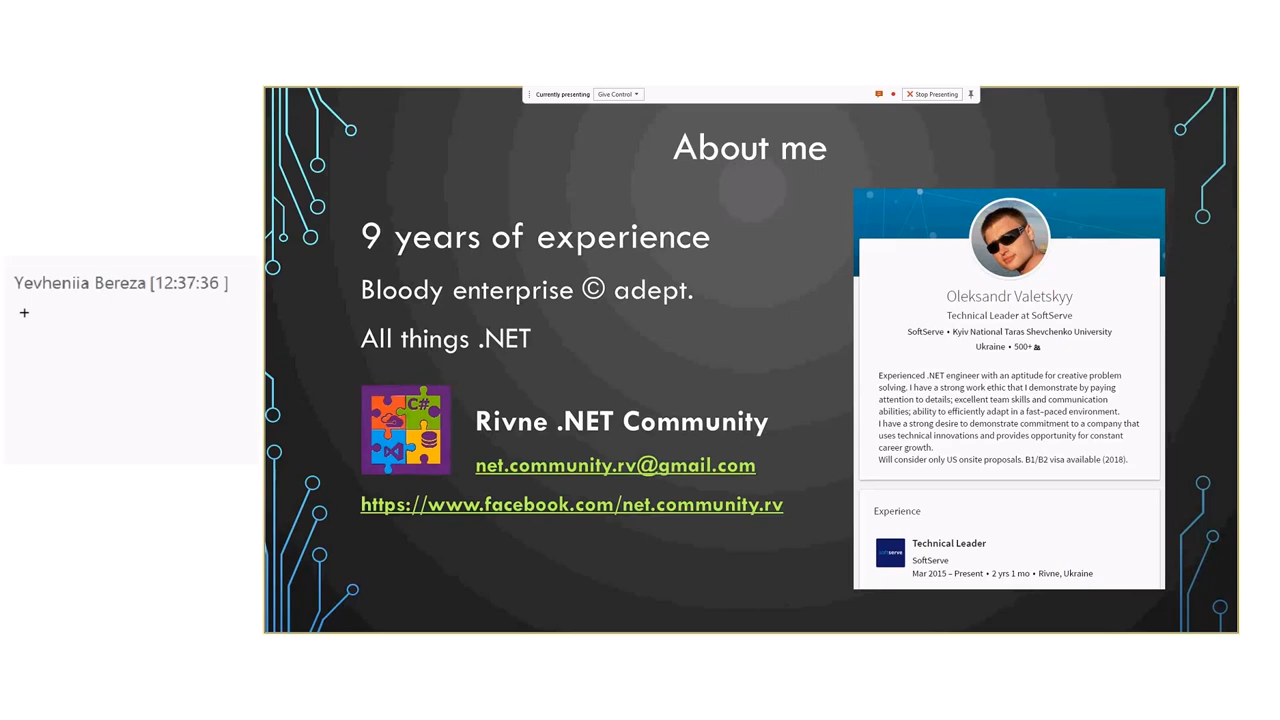 Currently presenting Give Control Stop Presenting
Yevheniia Bereza [12:37:36 ]
+
About me
9 years of experience
Bloody enterprise © adept.
All things .NET
C#
Rivne .NET Community
net.community.rv@gmail.com
https://www.facebook.com/net.community.rv
Oleksandr Valetskyy
Technical Leader at SoftServe
SoftServe • Kyiv National Taras Shevchenko University
Ukraine • 500+
Experienced .NET engineer with an aptitude for creative problem
solving. I have a strong work ethic that I demonstrate by paying
attention to details; excellent team skills and communication
abilities; ability to efficiently adapt in a fast-paced environment.
I have a strong desire to demonstrate commitment to a company that
uses technical innovations and provides opportunity for constant
career growth.
Will consider only US onsite proposals. B1/B2 visa available (2018).
Experience
softserve
Technical Leader
SoftServe
Mar 2015 – Present • 2 yrs 1 mo • Rivne, Ukraine